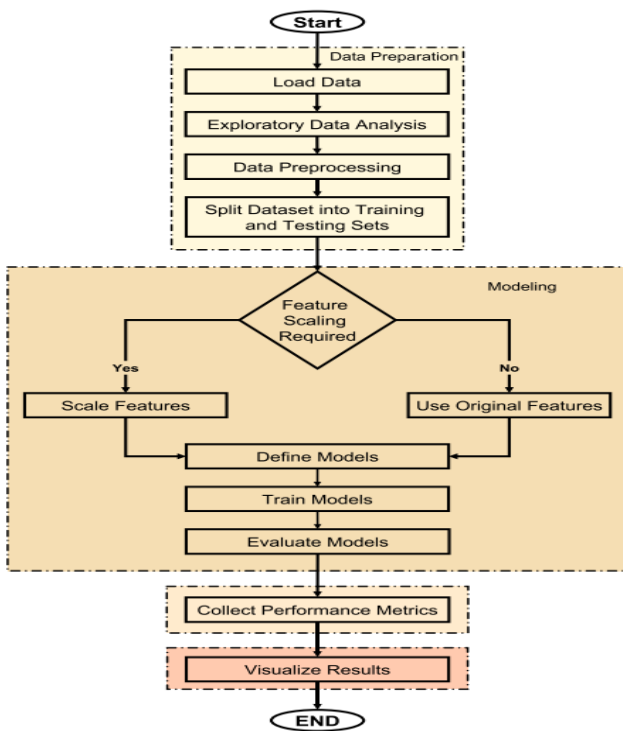 Start
Data Preparation
Load Data
Exploratory Data Analysis
Data Preprocessing
Split Dataset into Training
and Testing Sets
Modeling
Feature
Scaling
Required
Yes
No
Scale Features
Use Original Features
Define Models
Train Models
Evaluate Models
Collect Performance Metrics
Visualize Results
END